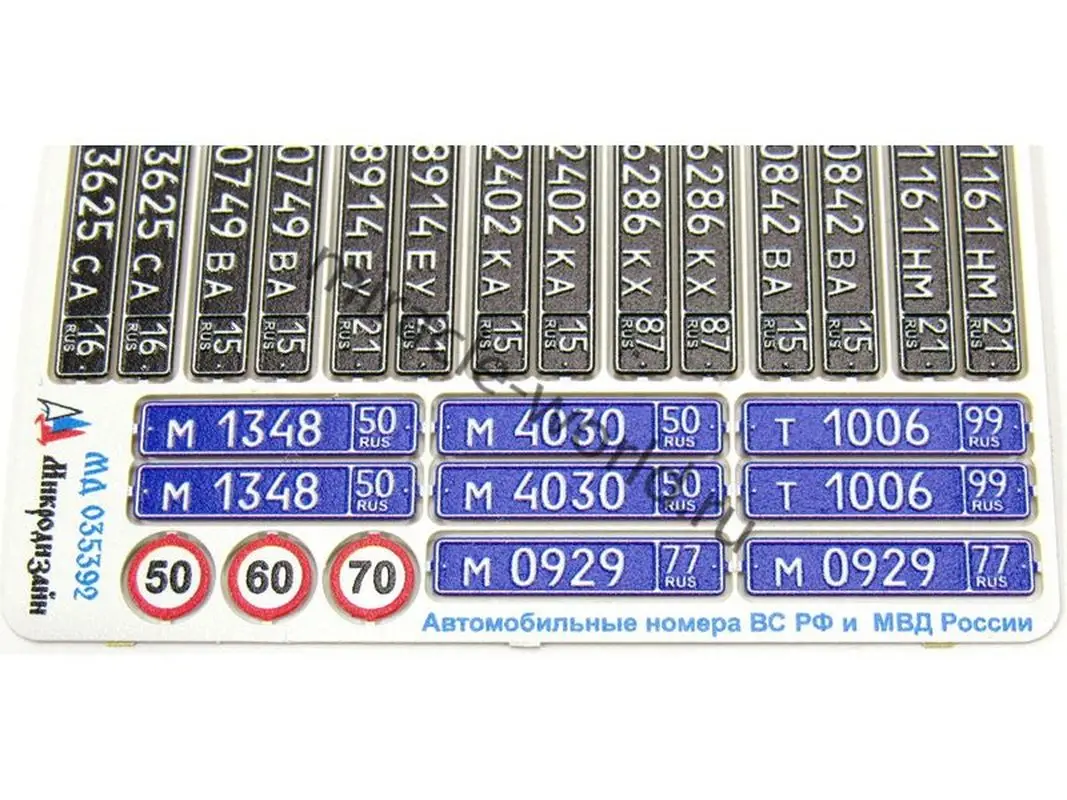 3625 СА 16 RUS
3625 СА 16 RUS
0749 ВА 15 RUS
0749 ВА 15 RUS
8914 ЕУ 21 RUS
8914 ЕУ 21 RUS
2402 КА 15 RUS
2402 КА 15 RUS
6286 КХ 87 RUS
6286 КХ 87 RUS
0842 ВА 15 RUS
0842 ВА 15 RUS
1161 НМ 21 RUS
1161 НМ 21 RUS
М 1348 50 RUS
М 4030 50 RUS
Т 1006 99 RUS
М 1348 50 RUS
М 4030 50 RUS
Т 1006 99 RUS
50
60
70
М 0929 77 RUS
М 0929 77 RUS
Автомобильные номера ВС РФ и МВД России
Микродизайн
МД 035392
miracle-world.ru